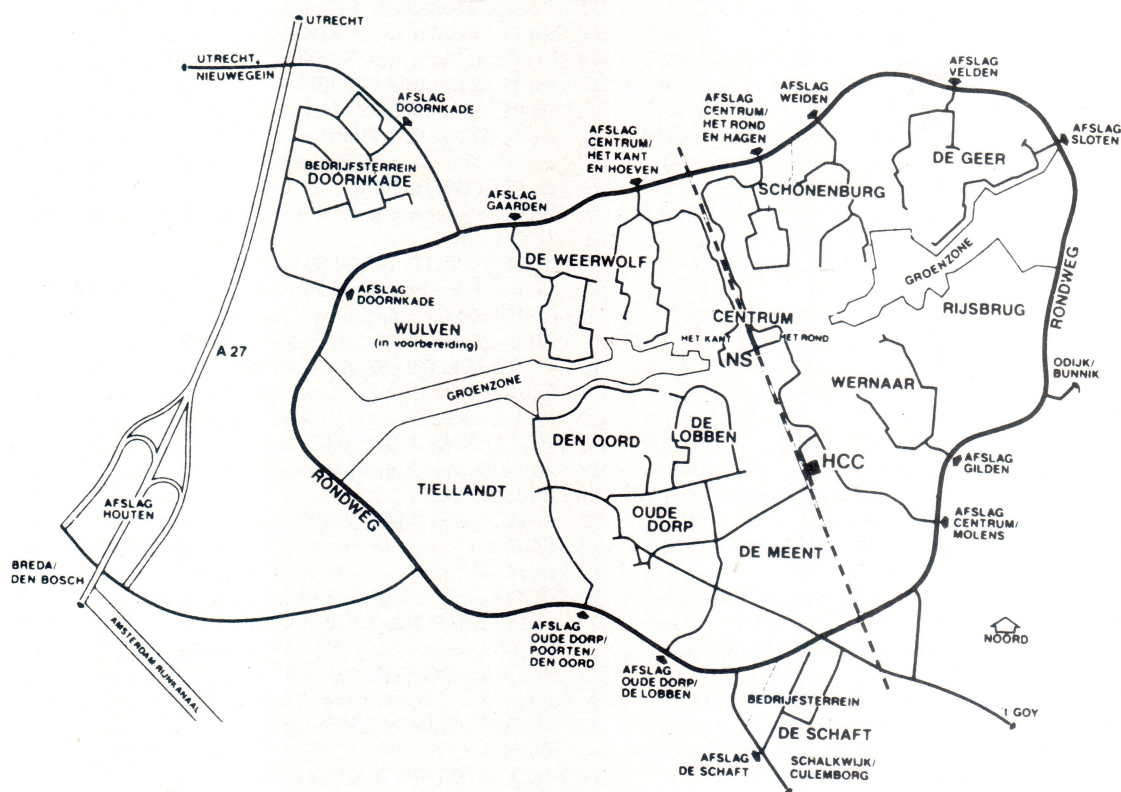 UTRECHT
UTRECHT,
NIEUWEGEIN
AFSLAG
DOORNKADE
BEDRIJFSTERREIN
DOORNKADE
AFSLAG
GAARDEN
AFSLAG
CENTRUM/
HET KANT
EN HOEVEN
AFSLAG
CENTRUM/
HET ROND
EN HAGEN
AFSLAG
WEIDEN
AFSLAG
VELDEN
AFSLAG
SLOTEN
DE GEER
SCHONENBURG
DE WEERWOLF
GROENZONE
RONDWEG
RIJSBRUG
AFSLAG
DOORNKADE
WULVEN
(in voorbereiding)
CENTRUM
HET KANT
HET ROND
NS
A 27
GROENZONE
WERNAAR
ODIJK/
BUNNIK
DEN OORD
DE
LOBBEN
HCC
AFSLAG
GILDEN
RONDWEG
TIELLANDT
OUDE
DORP
DE MEENT
AFSLAG
CENTRUM/
MOLENS
AFSLAG
HOUTEN
BREDA/
DEN BOSCH
AMSTERDAM RIJNKANAAL
AFSLAG
OUDE DORP/
POORTEN/
DEN OORD
AFSLAG
OUDE DORP/
DE LOBBEN
NOORD
BEDRIJFSTERREIN
DE SCHAFT
'T GOY
AFSLAG
DE SCHAFT
SCHALKWIJK/
CULEMBORG